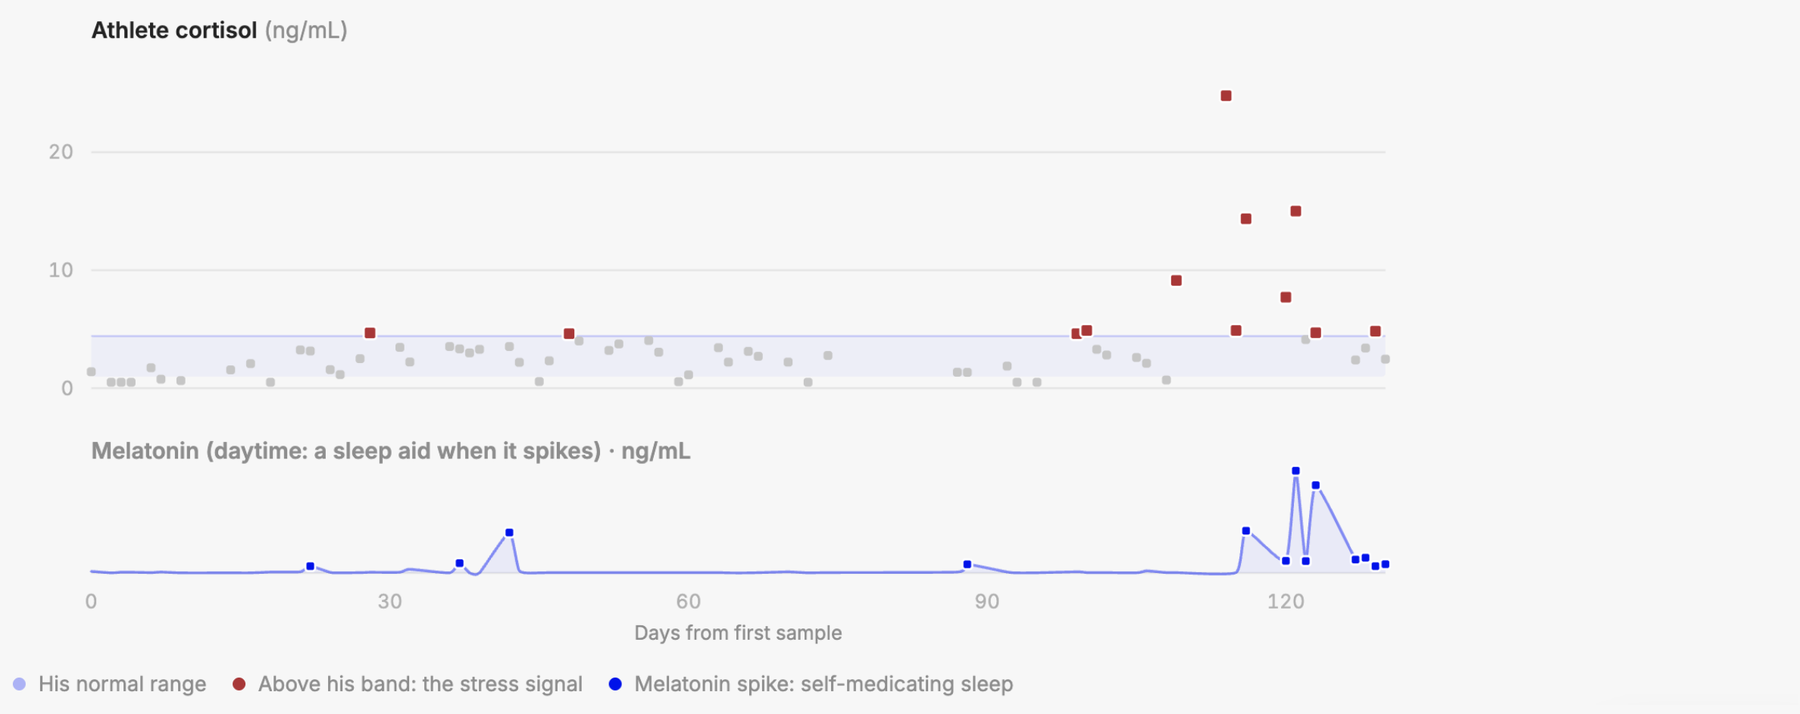 Athlete cortisol (ng/mL)
20
10
0
Melatonin (daytime: a sleep aid when it spikes) · ng/mL
0 30 60 90 120
Days from first sample
His normal range Above his band: the stress signal Melatonin spike: self-medicating sleep